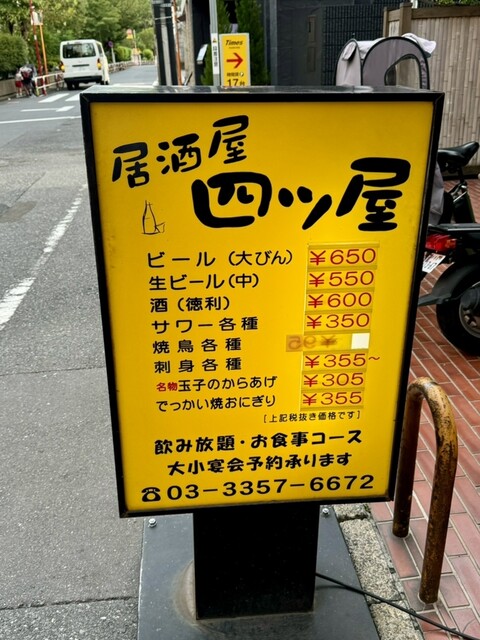 Times
17台
居酒屋
四ツ屋
ビール(大びん) ¥650
生ビール(中) ¥550
酒(徳利) ¥600
サワー各種 ¥350
焼鳥各種
刺身各種 ¥355~
名物玉子のからあげ ¥305
でっかい焼おにぎり ¥355
[上記税抜き価格です]
飲み放題・お食事コース
大小宴会予約承ります
☎03-3357-6672